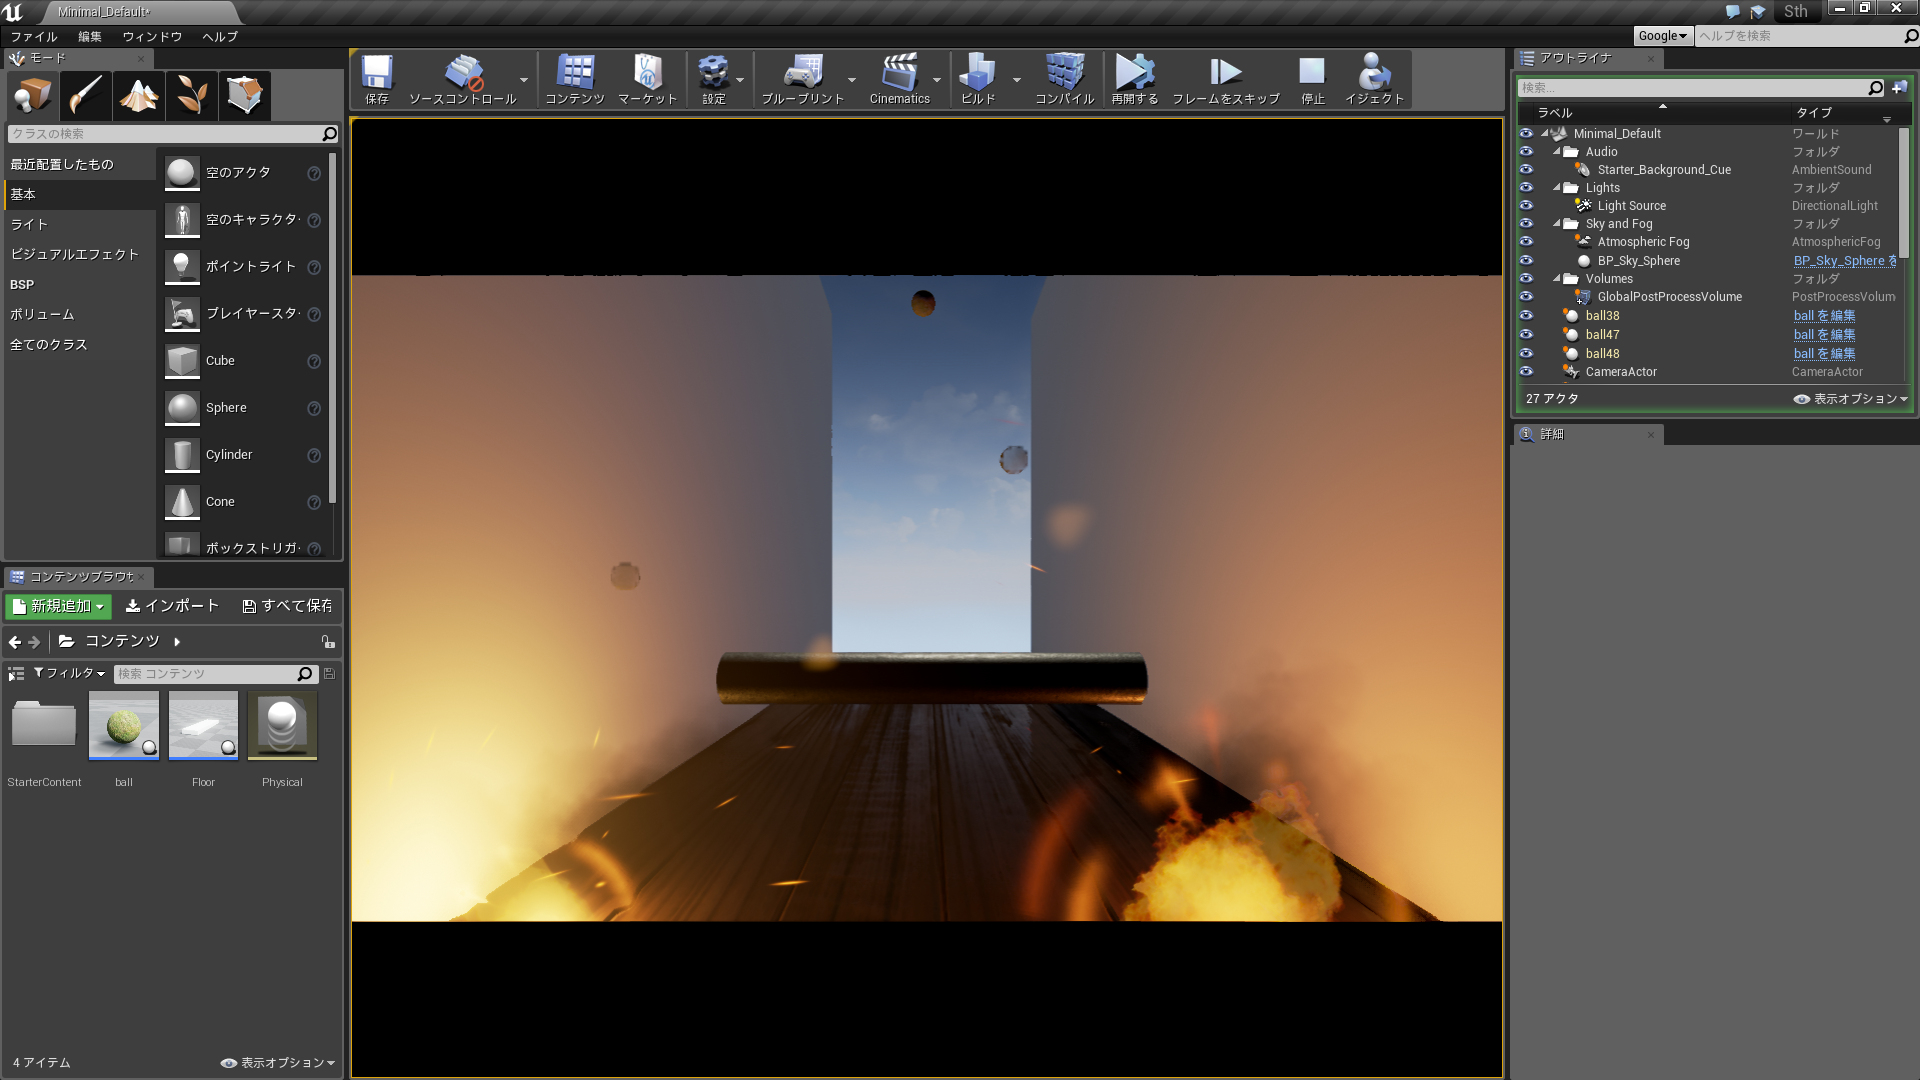 Minimal_Default*
Sth
ファイル 編集 ウィンドウ ヘルプ
Google ヘルプを検索
モード
クラスの検索
最近配置したもの
基本
ライト
ビジュアルエフェクト
BSP
ボリューム
全てのクラス
空のアクタ
空のキャラクタ
ポイントライト
プレイヤースタ
Cube
Sphere
Cylinder
Cone
ボックストリガ
コンテンツブラウザ
新規追加 インポート すべて保存
コンテンツ
フィルタ 検索 コンテンツ
StarterContent ball Floor Physical
4 アイテム 表示オプション
保存 ソースコントロール コンテンツ マーケット 設定 ブループリント Cinematics ビルド コンパイル 再開する フレームをスキップ 停止 イジェクト
アウトライナ
検索...
ラベル タイプ
Minimal_Default ワールド
Audio フォルダ
Starter_Background_Cue AmbientSound
Lights フォルダ
Light Source DirectionalLight
Sky and Fog フォルダ
Atmospheric Fog AtmosphericFog
BP_Sky_Sphere BP_Sky_Sphere を
Volumes フォルダ
GlobalPostProcessVolume PostProcessVolum
ball38 ball を編集
ball47 ball を編集
ball48 ball を編集
CameraActor CameraActor
27 アクタ 表示オプション
詳細